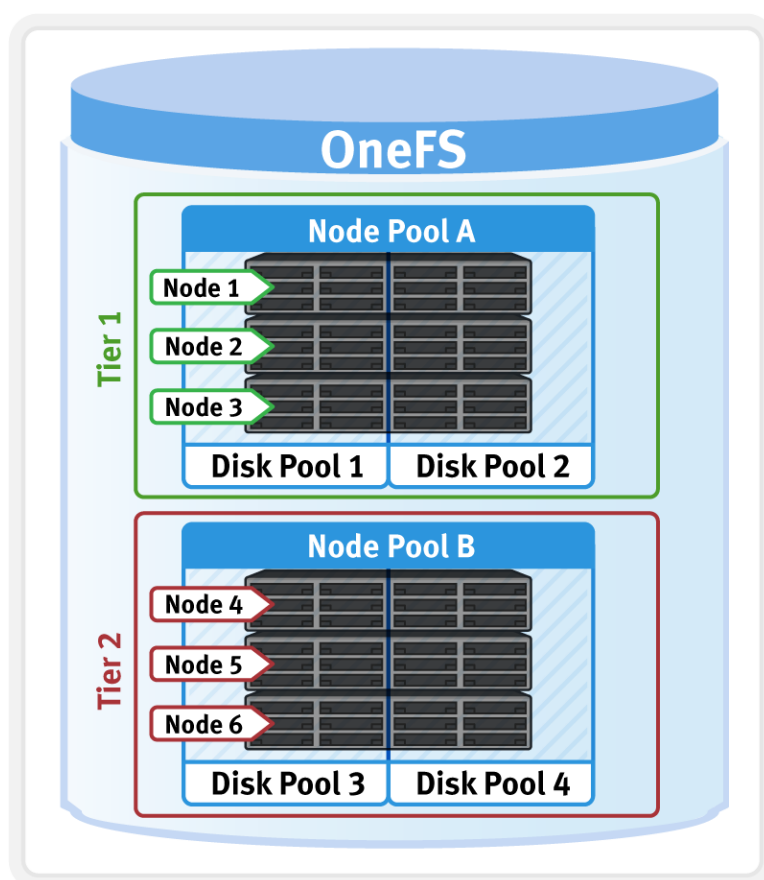 OneFS
Tier 1
Node Pool A
Node 1
Node 2
Node 3
Disk Pool 1
Disk Pool 2
Tier 2
Node Pool B
Node 4
Node 5
Node 6
Disk Pool 3
Disk Pool 4